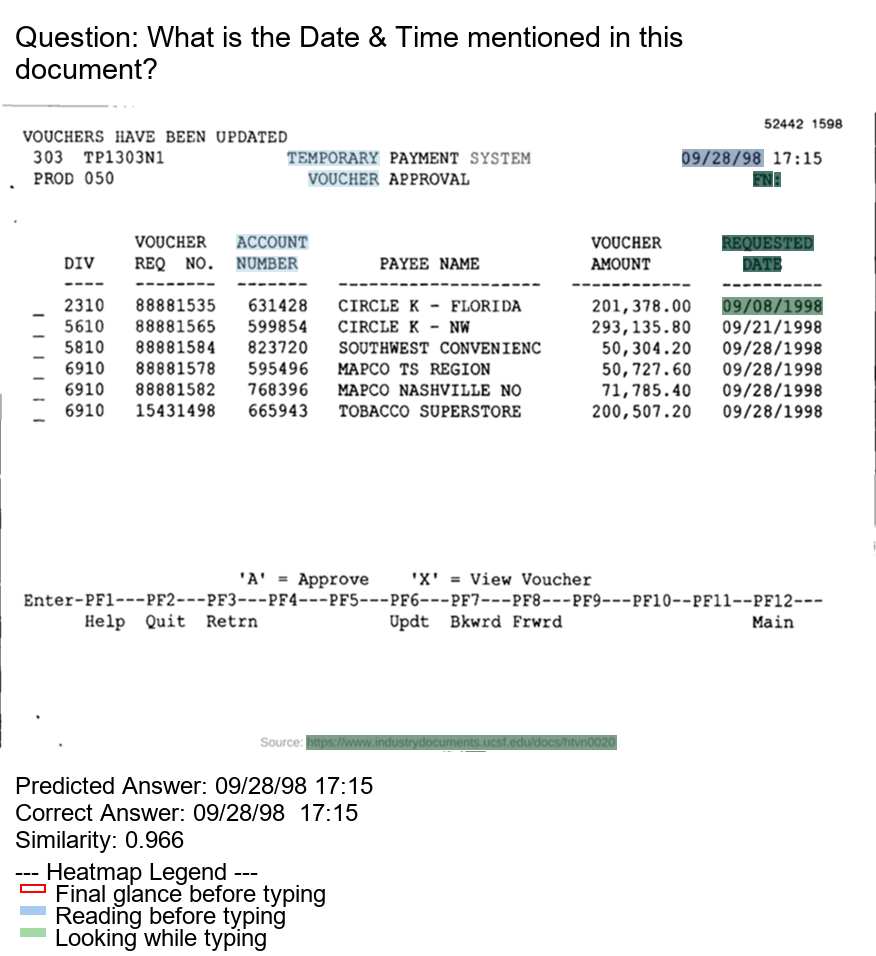 Question: What is the Date & Time mentioned in this
document?
52442 1598
VOUCHERS HAVE BEEN UPDATED
303 TP1303N1 TEMPORARY PAYMENT SYSTEM 09/28/98 17:15
PROD 050 VOUCHER APPROVAL FN:
VOUCHER ACCOUNT VOUCHER REQUESTED
DIV REQ NO. NUMBER PAYEE NAME AMOUNT DATE
---- -------- ------- -------------------- ------------ ----------
_ 2310 88881535 631428 CIRCLE K - FLORIDA 201,378.00 09/08/1998
_ 5610 88881565 599854 CIRCLE K - NW 293,135.80 09/21/1998
_ 5810 88881584 823720 SOUTHWEST CONVENIENC 50,304.20 09/28/1998
_ 6910 88881578 595496 MAPCO TS REGION 50,727.60 09/28/1998
_ 6910 88881582 768396 MAPCO NASHVILLE NO 71,785.40 09/28/1998
_ 6910 15431498 665943 TOBACCO SUPERSTORE 200,507.20 09/28/1998
'A' = Approve 'X' = View Voucher
Enter-PF1---PF2---PF3---PF4---PF5---PF6---PF7---PF8---PF9---PF10--PF11--PF12---
Help Quit Retrn Updt Bkwrd Frwrd Main
Source: https://www.industrydocuments.ucsf.edu/docs/htvn0020
Predicted Answer: 09/28/98 17:15
Correct Answer: 09/28/98  17:15
Similarity: 0.966
--- Heatmap Legend ---
Final glance before typing
Reading before typing
Looking while typing